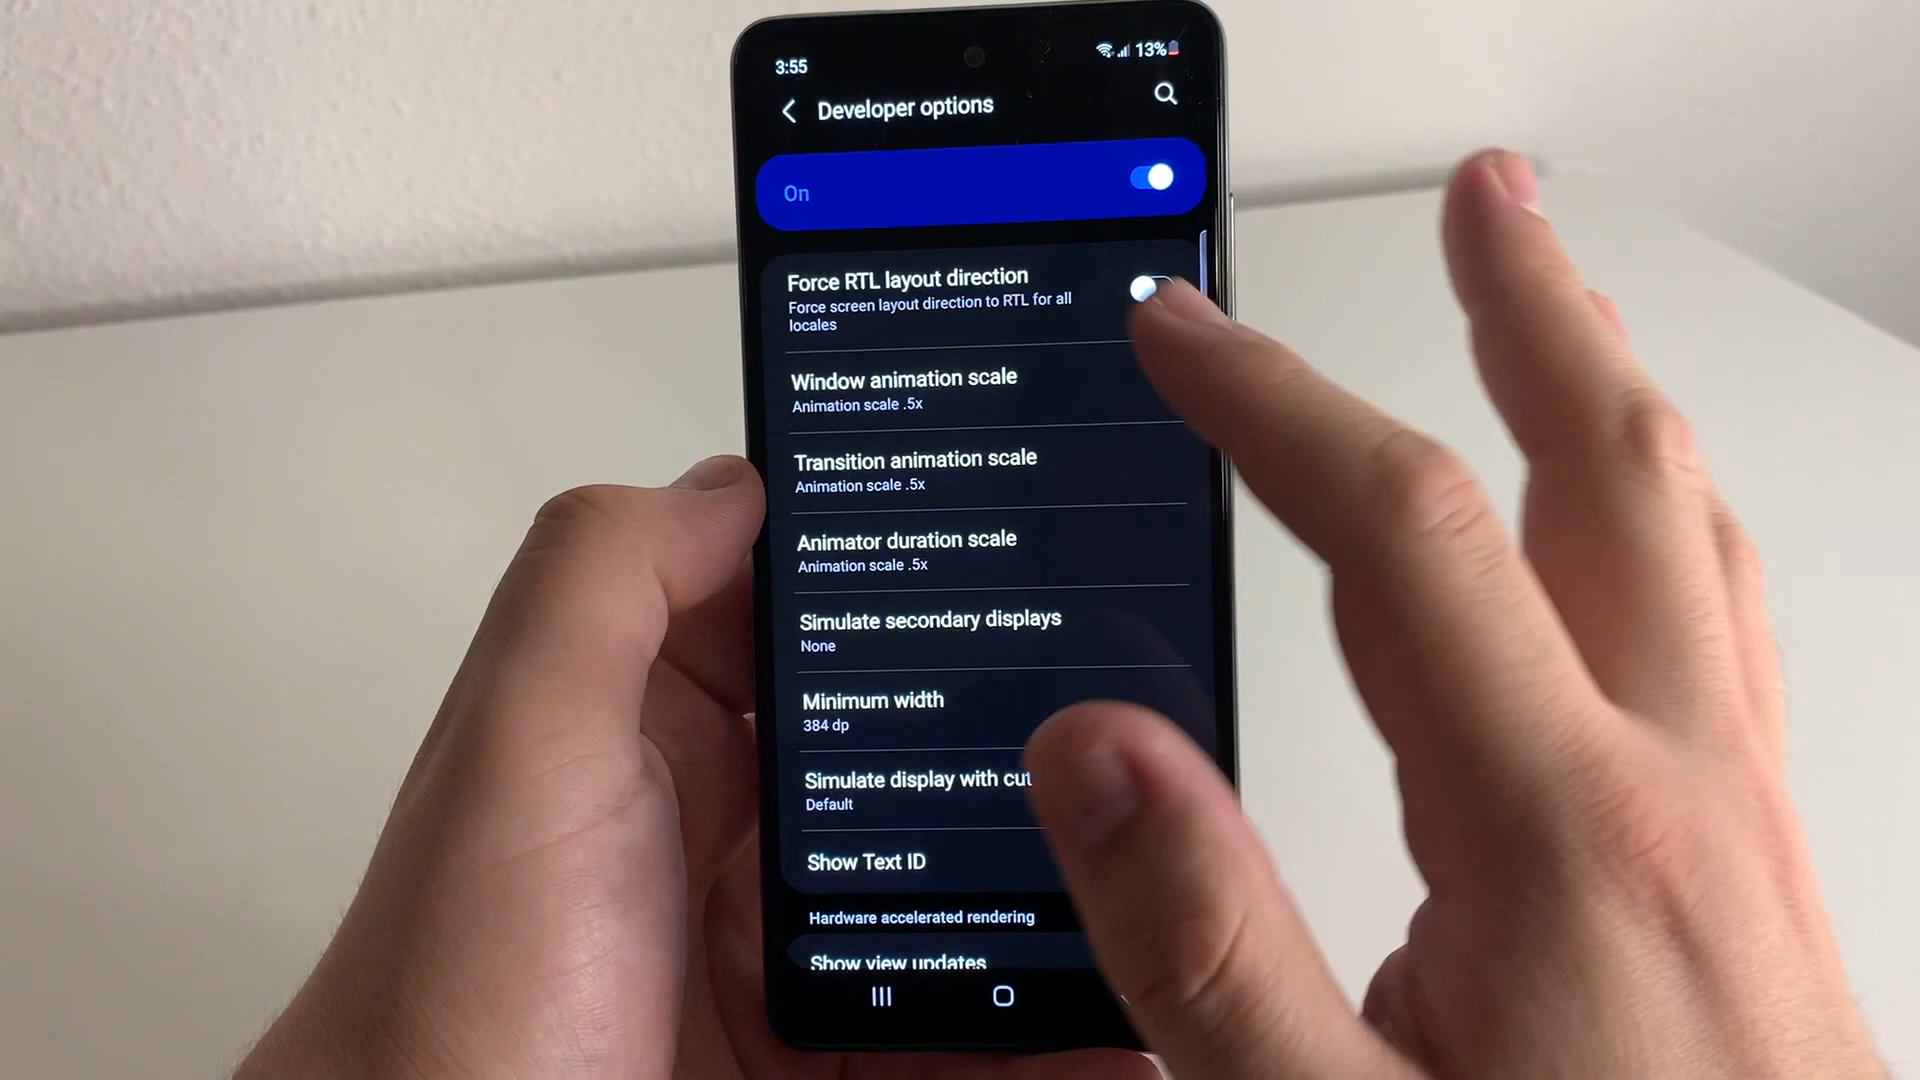 3:55
13%
Developer options
On
Force RTL layout direction
Force screen layout direction to RTL for all
locales
Window animation scale
Animation scale .5x
Transition animation scale
Animation scale .5x
Animator duration scale
Animation scale .5x
Simulate secondary displays
None
Minimum width
384 dp
Simulate display with cut
Default
Show Text ID
Hardware accelerated rendering
Show view updates